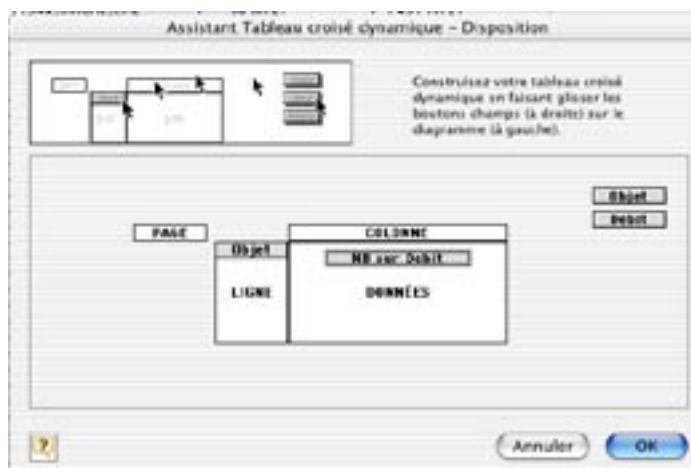 Assistant Tableau croisé dynamique – Disposition
Construisez votre tableau croisé
dynamique en faisant glisser les
boutons champs (à droite) sur le
diagramme (à gauche).
Objet
Debit
PAGE
COLONNE
Objet
NB sur Debit
LIGNE
DONNÉES
?
Annuler
OK